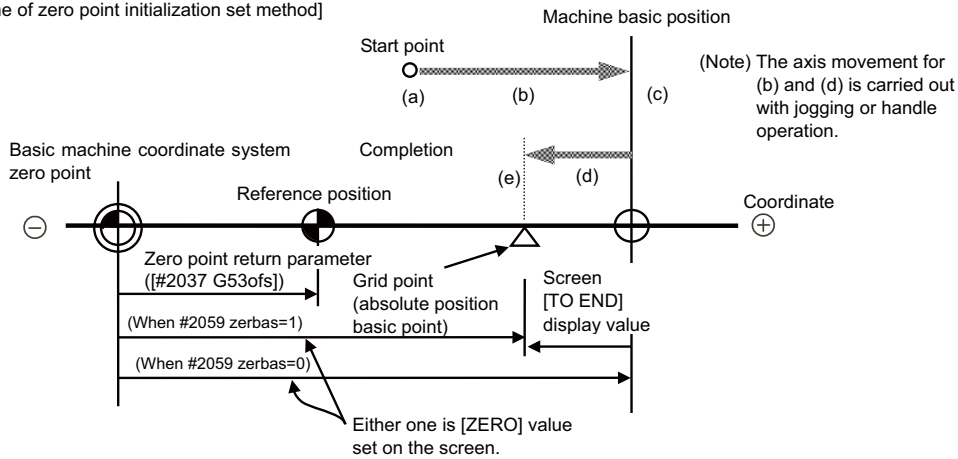 ne of zero point initialization set method]
Machine basic position
Start point
(a)
(b)
(c)
(Note) The axis movement for
(b) and (d) is carried out
with jogging or handle
operation.
Basic machine coordinate system
zero point
Completion
(e)
(d)
Reference position
Coordinate
−
+
Zero point return parameter
([#2037 G53ofs])
Grid point
(absolute position
basic point)
Screen
[TO END]
display value
(When #2059 zerbas=1)
(When #2059 zerbas=0)
Either one is [ZERO] value
set on the screen.